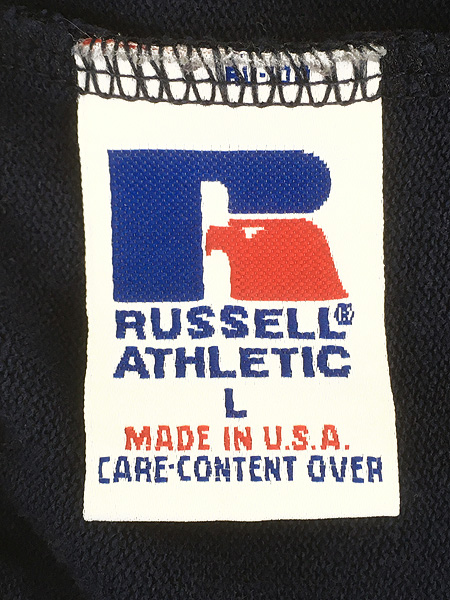 RUSSELL®
ATHLETIC
L
MADE IN U.S.A.
CARE-CONTENT OVER